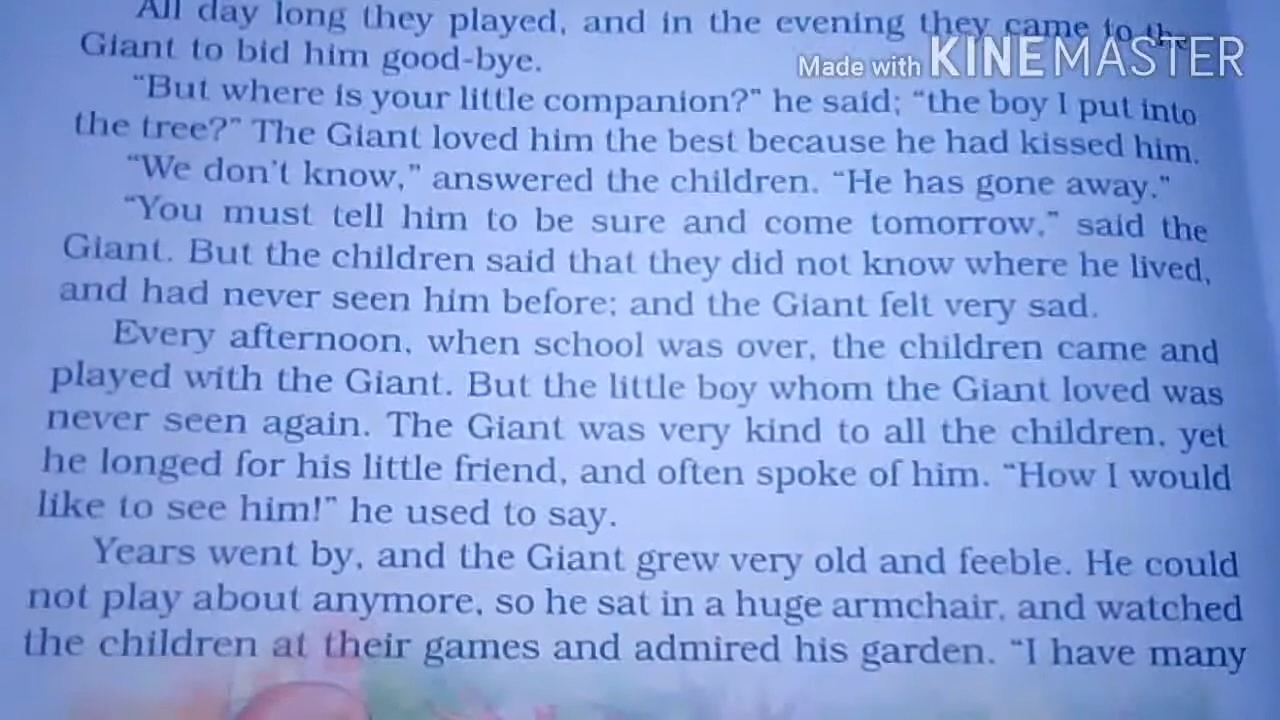 All day long they played, and in the evening they came to the
Giant to bid him good-bye.
Made with KINEMASTER
"But where is your little companion?" he said; "the boy I put into
the tree?" The Giant loved him the best because he had kissed him.
"We don't know," answered the children. "He has gone away."
"You must tell him to be sure and come tomorrow," said the
Giant. But the children said that they did not know where he lived,
and had never seen him before; and the Giant felt very sad.
Every afternoon, when school was over, the children came and
played with the Giant. But the little boy whom the Giant loved was
never seen again. The Giant was very kind to all the children, yet
he longed for his little friend, and often spoke of him. "How I would
like to see him!" he used to say.
Years went by, and the Giant grew very old and feeble. He could
not play about anymore, so he sat in a huge armchair, and watched
the children at their games and admired his garden. "I have many